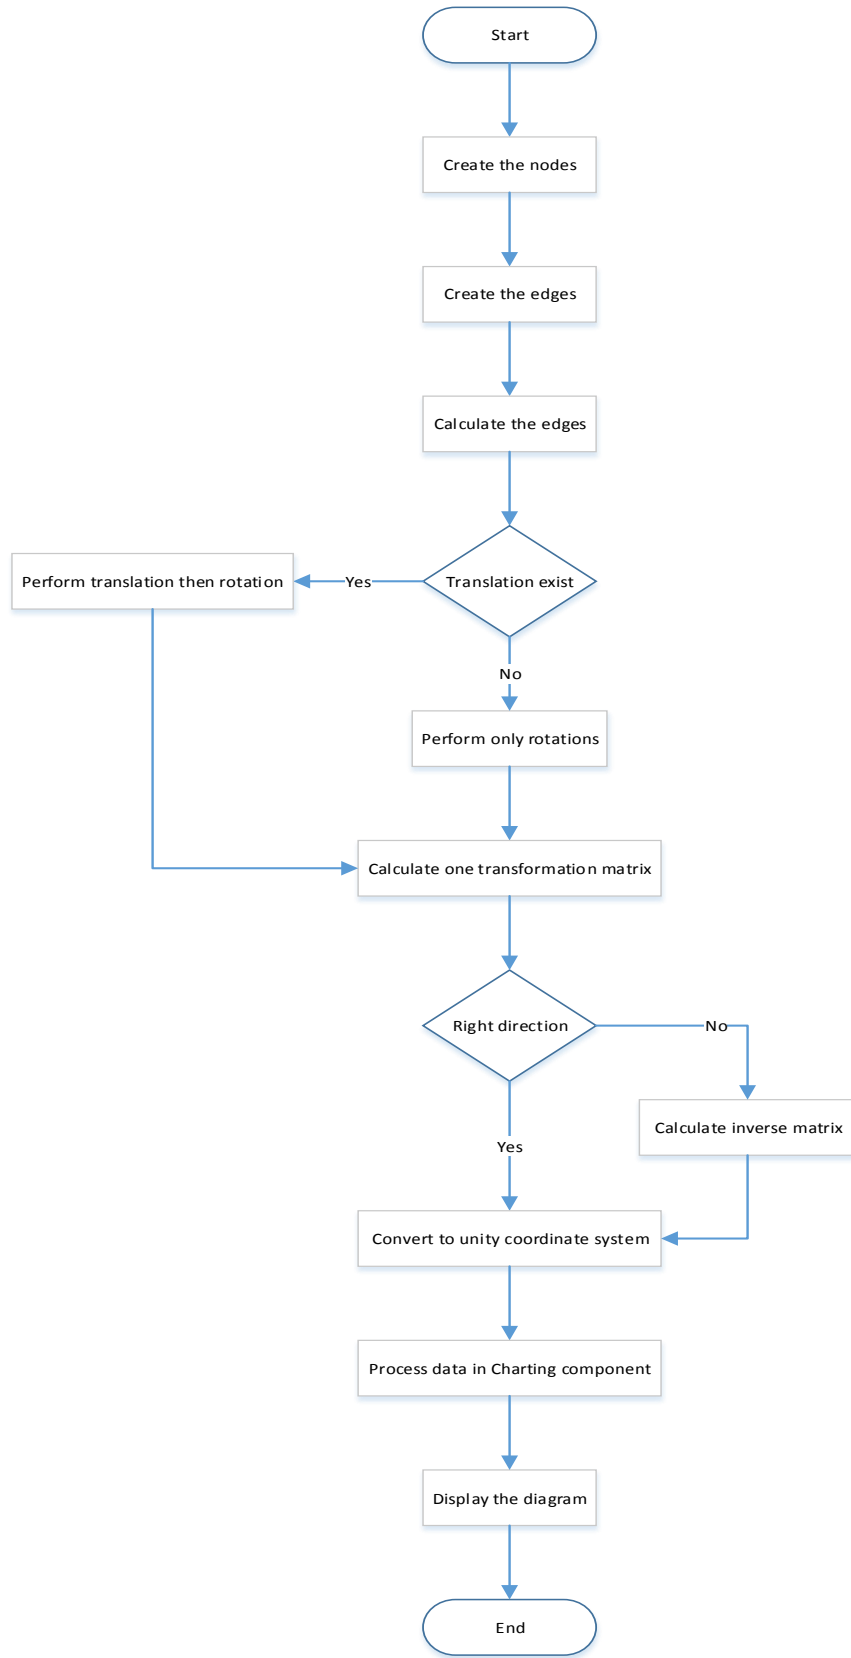 Start
Create the nodes
Create the edges
Calculate the edges
Translation exist
Yes
Perform translation then rotation
No
Perform only rotations
Calculate one transformation matrix
Right direction
No
Calculate inverse matrix
Yes
Convert to unity coordinate system
Process data in Charting component
Display the diagram
End